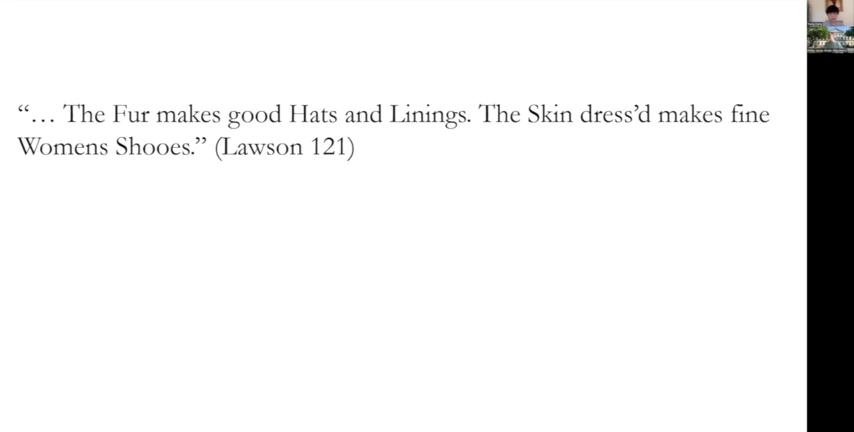 “… The Fur makes good Hats and Linings. The Skin dress’d makes fine
Womens Shooes.” (Lawson 121)